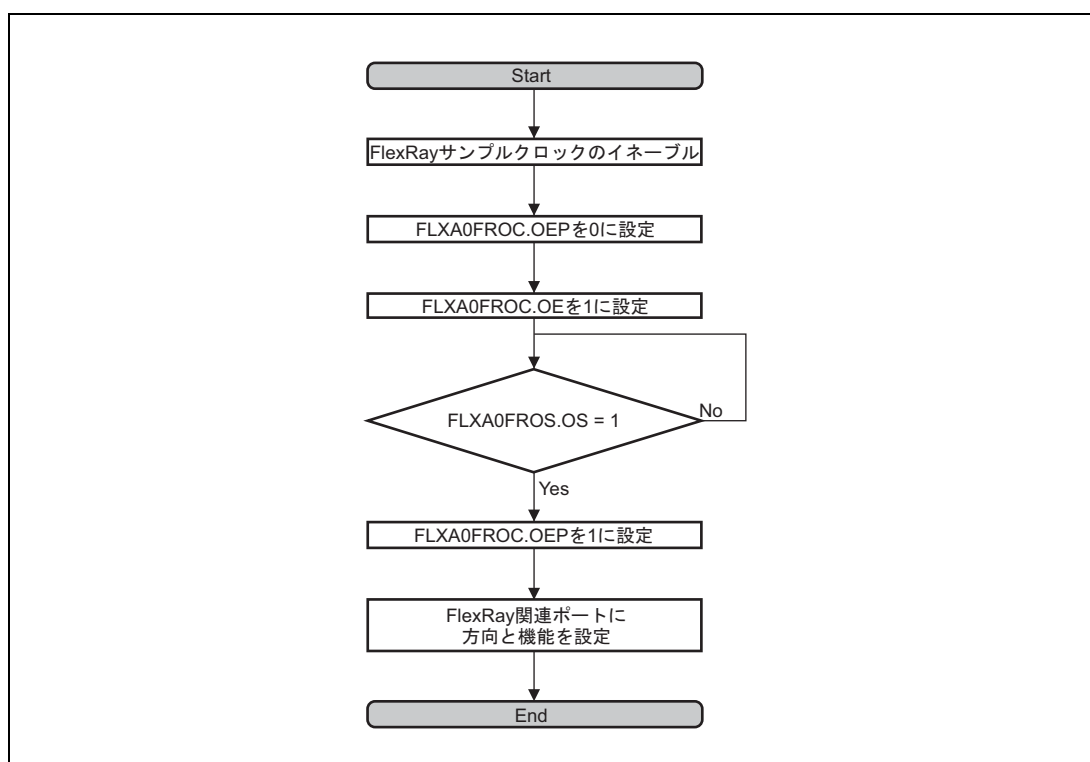 Start
FlexRayサンプルクロックのイネーブル
FLXA0FROC.OEPを0に設定
FLXA0FROC.OEを1に設定
FLXA0FROS.OS = 1
No
Yes
FLXA0FROC.OEPを1に設定
FlexRay関連ポートに
方向と機能を設定
End